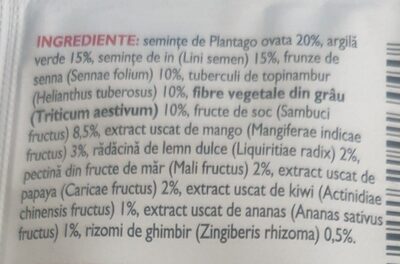 INGREDIENTE: semințe de Plantago ovata 20%, argilă
verde 15%, semințe de in (Lini semen) 15%, frunze de
senna (Sennae folium) 10%, tuberculi de topinambur
(Helianthus tuberosus) 10%, fibre vegetale din grâu
(Triticum aestivum) 10%, fructe de soc (Sambuci
fructus) 8,5%, extract uscat de mango (Mangiferae indicae
fructus) 3%, rădăcină de lemn dulce (Liquiritiae radix) 2%,
pectină din fructe de măr (Mali fructus) 2%, extract uscat de
papaya (Caricae fructus) 2%, extract uscat de kiwi (Actinidiae
chinensis fructus) 1%, extract uscat de ananas (Ananas sativus
fructus) 1%, rizomi de ghimbir (Zingiberis rhizoma) 0,5%.